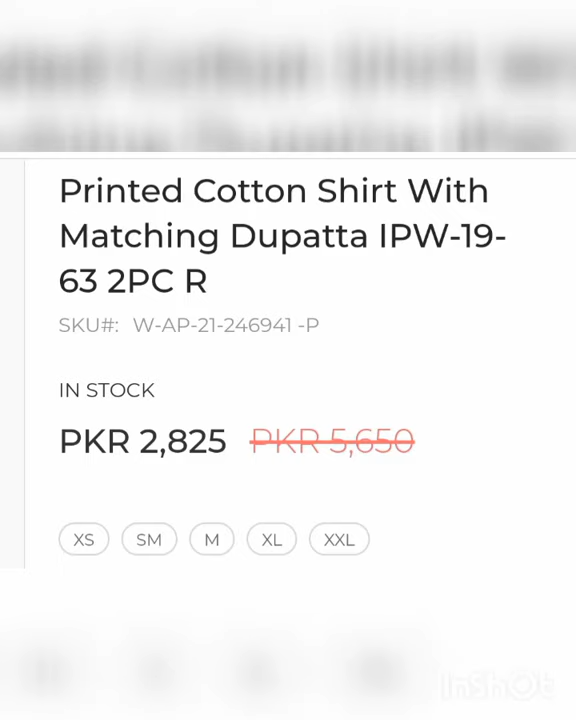 Printed Cotton Shirt With
Matching Dupatta IPW-19-
63 2PC R
SKU#: W-AP-21-246941 -P
IN STOCK
PKR 2,825 PKR 5,650
XS SM M XL XXL
InShOt